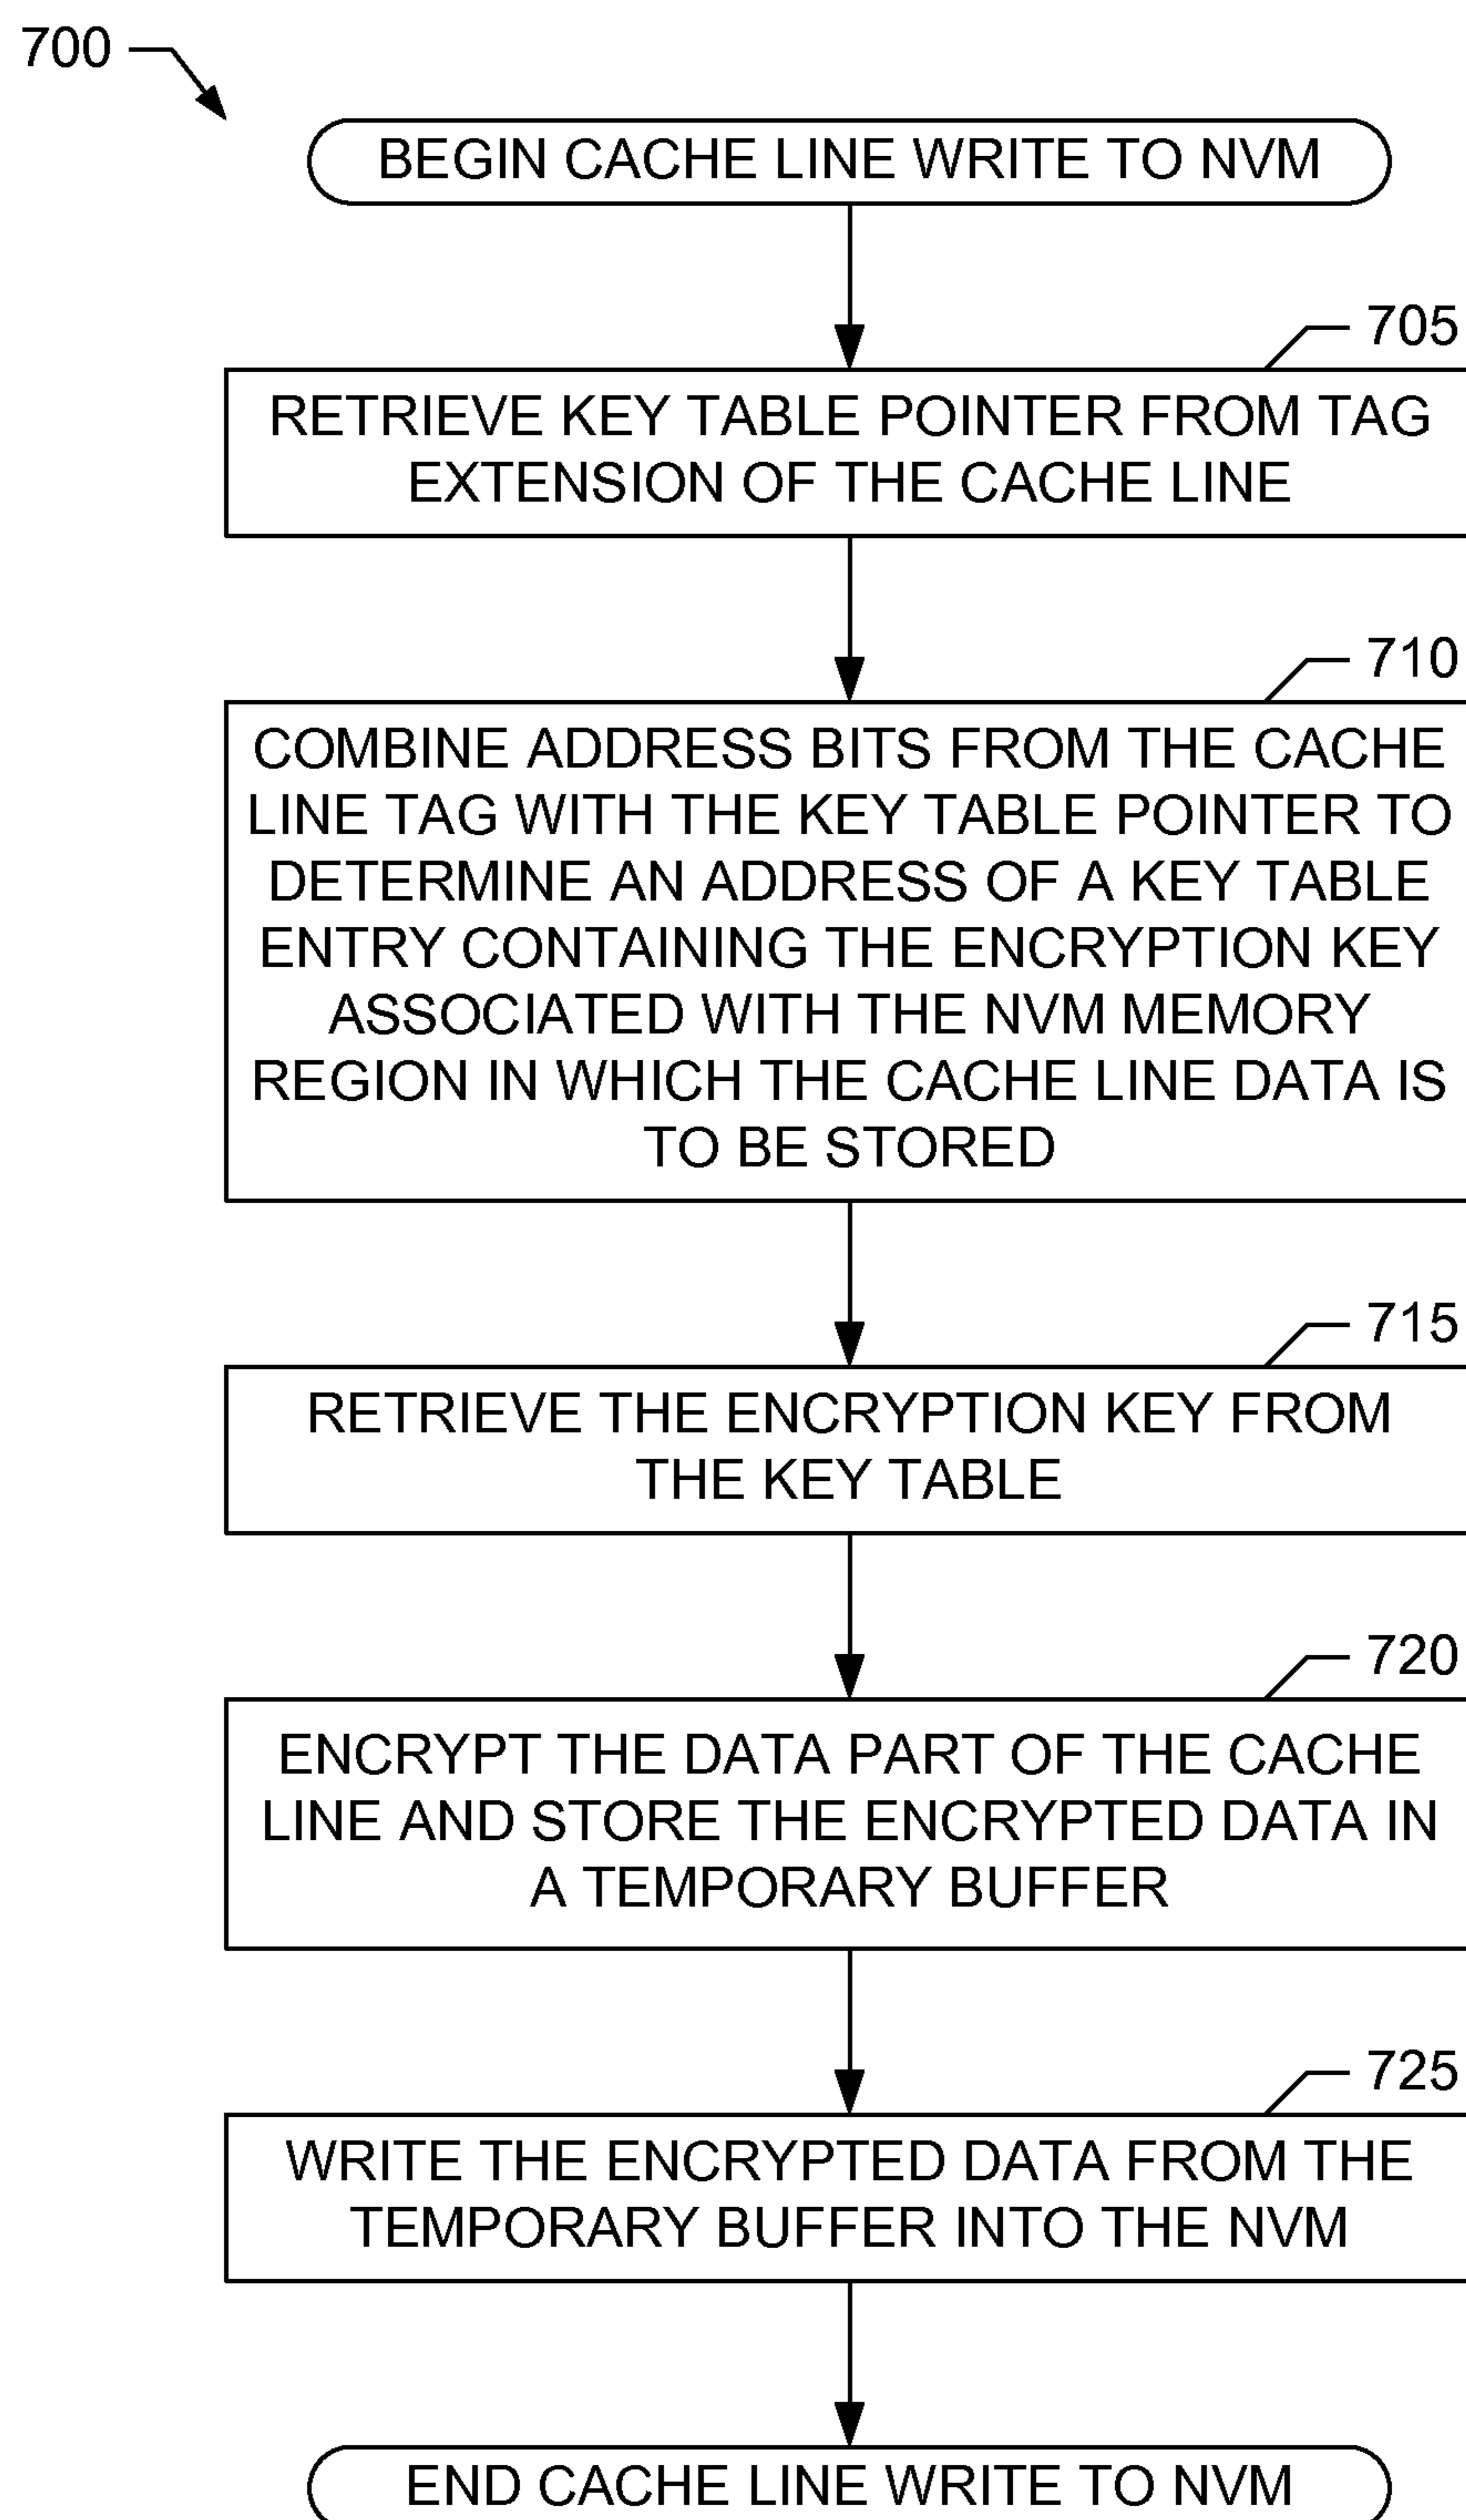 700
BEGIN CACHE LINE WRITE TO NVM
705
RETRIEVE KEY TABLE POINTER FROM TAG
EXTENSION OF THE CACHE LINE
710
COMBINE ADDRESS BITS FROM THE CACHE
LINE TAG WITH THE KEY TABLE POINTER TO
DETERMINE AN ADDRESS OF A KEY TABLE
ENTRY CONTAINING THE ENCRYPTION KEY
ASSOCIATED WITH THE NVM MEMORY
REGION IN WHICH THE CACHE LINE DATA IS
TO BE STORED
715
RETRIEVE THE ENCRYPTION KEY FROM
THE KEY TABLE
720
ENCRYPT THE DATA PART OF THE CACHE
LINE AND STORE THE ENCRYPTED DATA IN
A TEMPORARY BUFFER
725
WRITE THE ENCRYPTED DATA FROM THE
TEMPORARY BUFFER INTO THE NVM
END CACHE LINE WRITE TO NVM